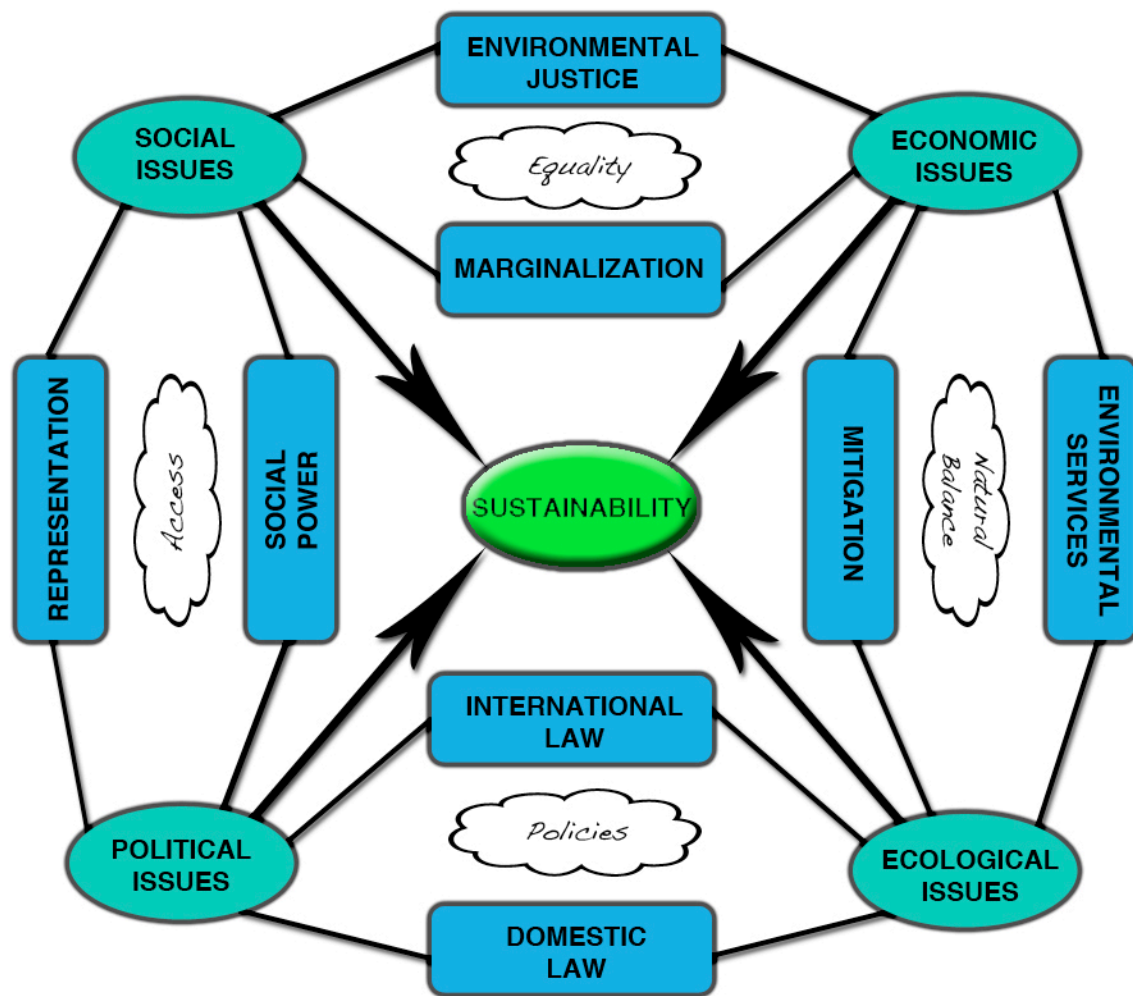 ENVIRONMENTAL
JUSTICE
SOCIAL
ISSUES
Equality
ECONOMIC
ISSUES
MARGINALIZATION
REPRESENTATION
Access
SOCIAL
POWER
SUSTAINABILITY
MITIGATION
Natural
Balance
ENVIRONMENTAL
SERVICES
INTERNATIONAL
LAW
POLITICAL
ISSUES
Policies
ECOLOGICAL
ISSUES
DOMESTIC
LAW